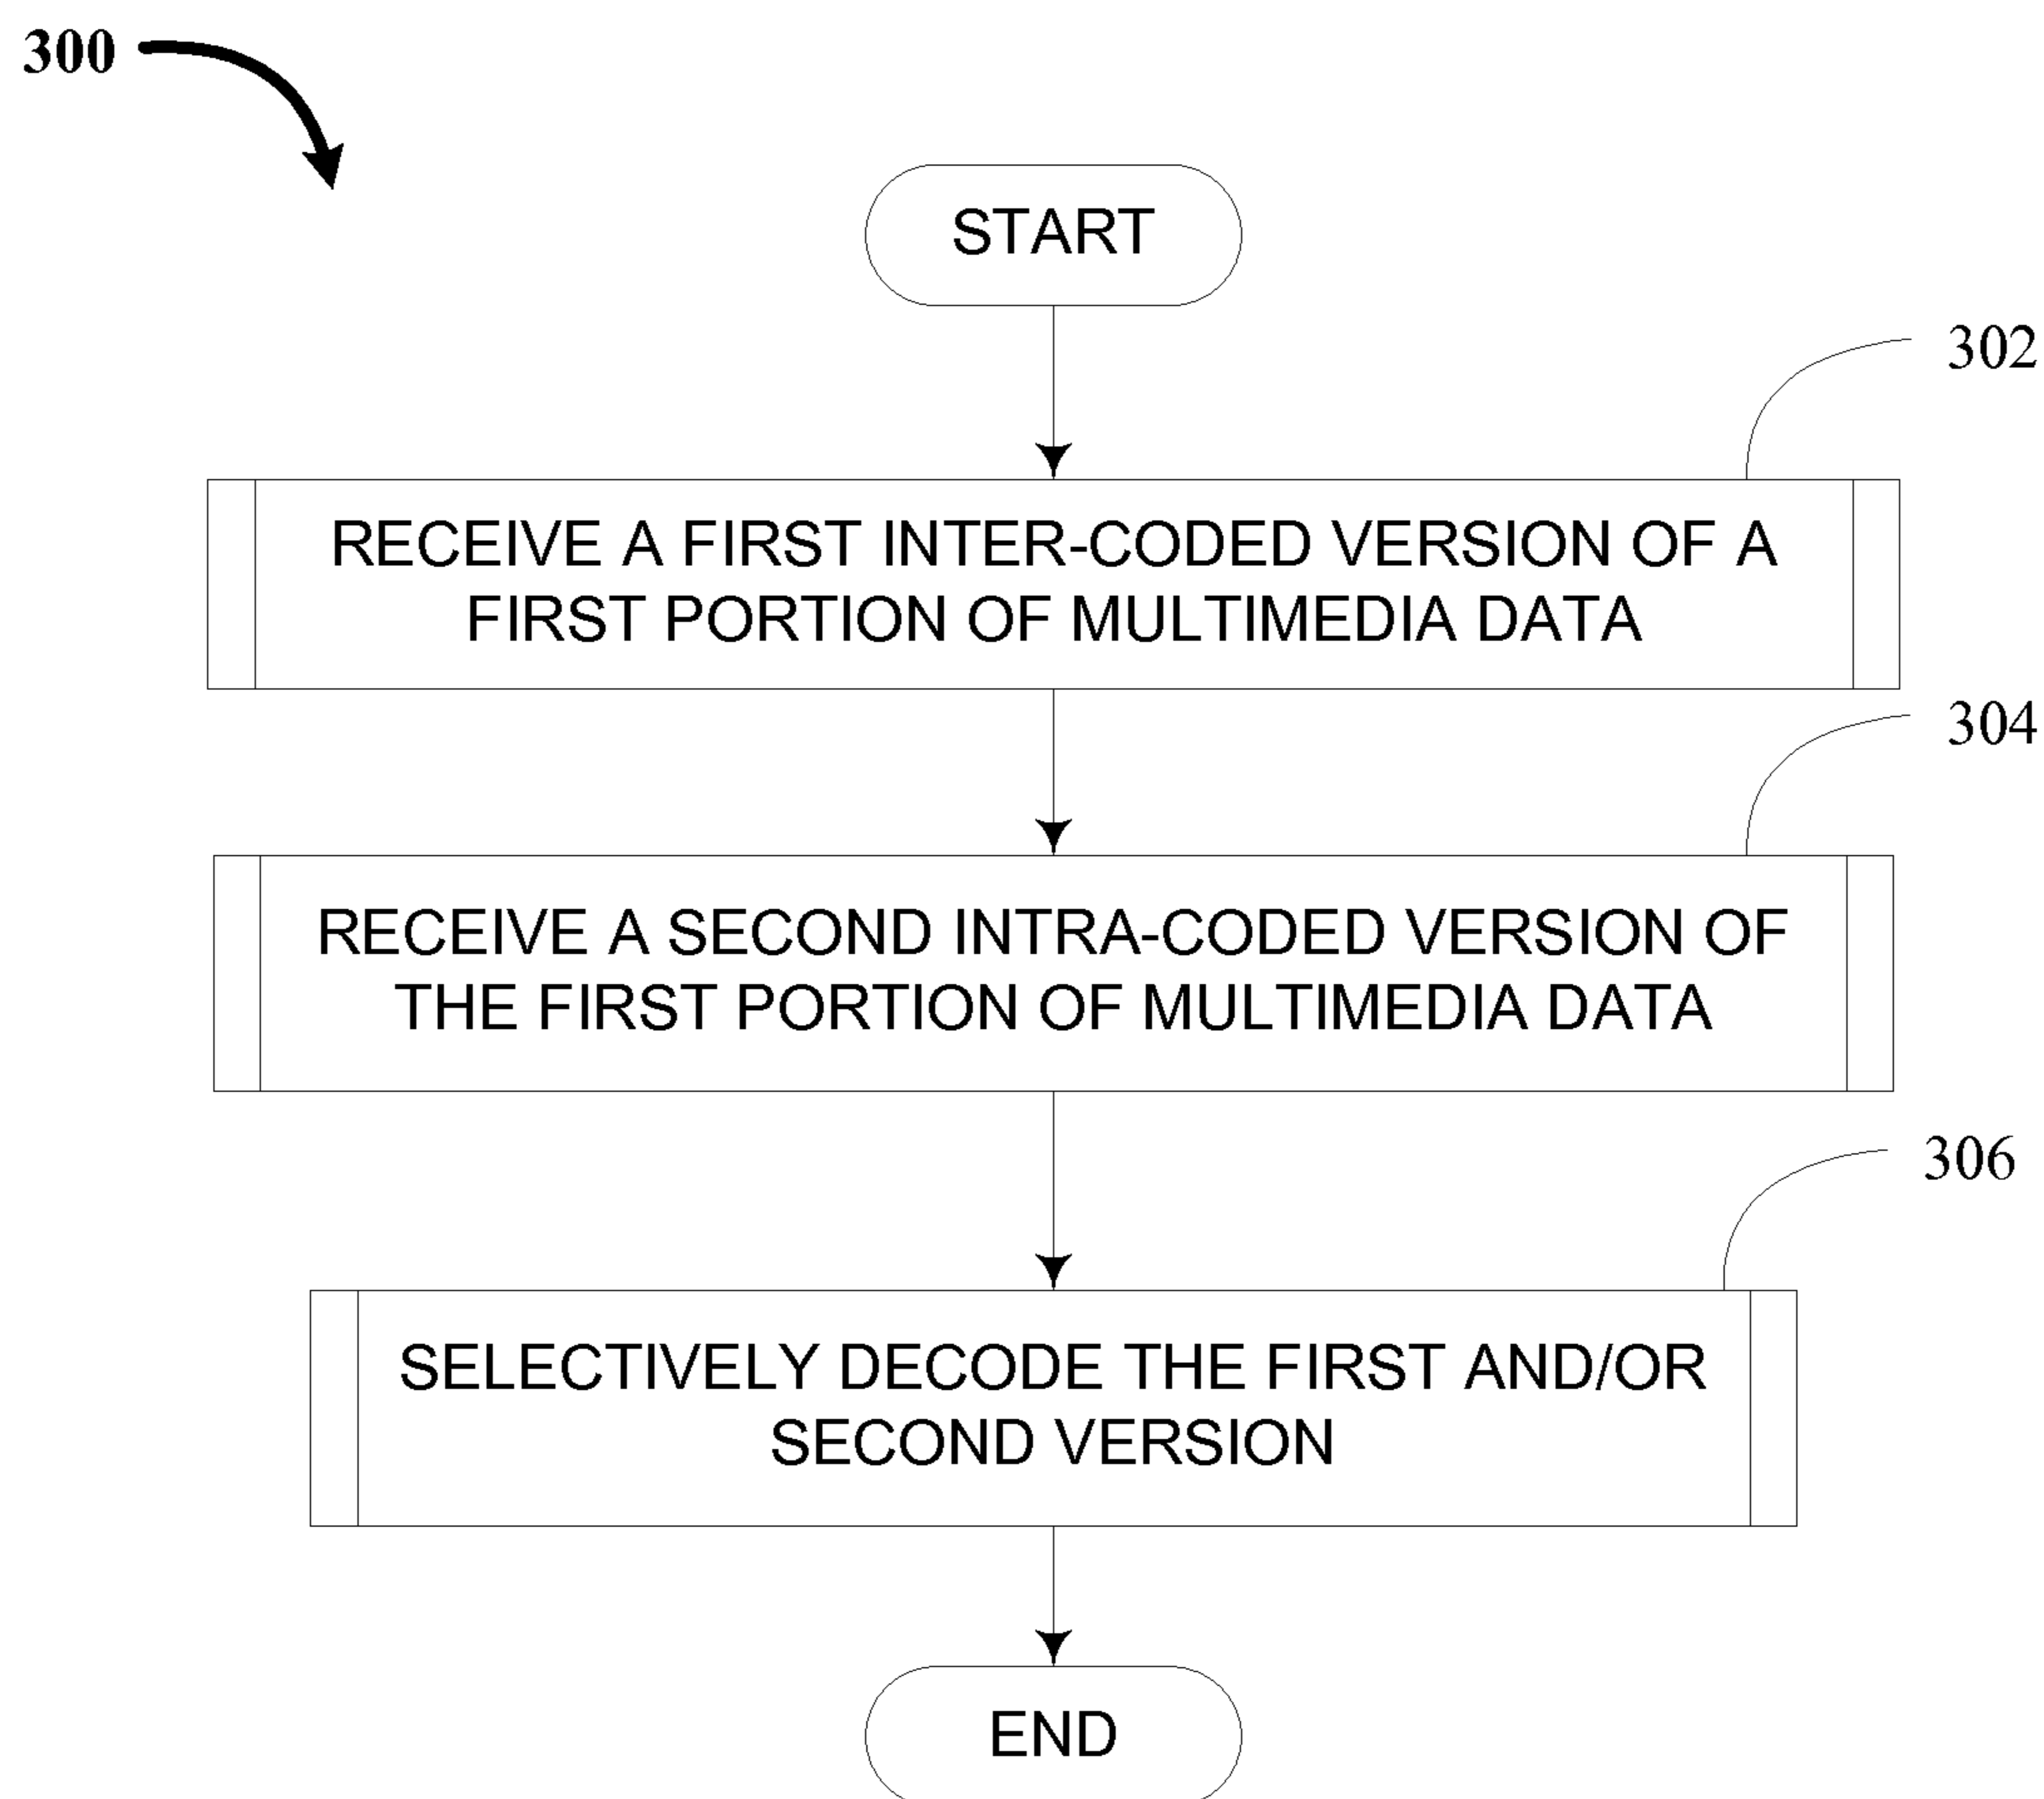 300
START
302
RECEIVE A FIRST INTER-CODED VERSION OF A
FIRST PORTION OF MULTIMEDIA DATA
304
RECEIVE A SECOND INTRA-CODED VERSION OF
THE FIRST PORTION OF MULTIMEDIA DATA
306
SELECTIVELY DECODE THE FIRST AND/OR
SECOND VERSION
END